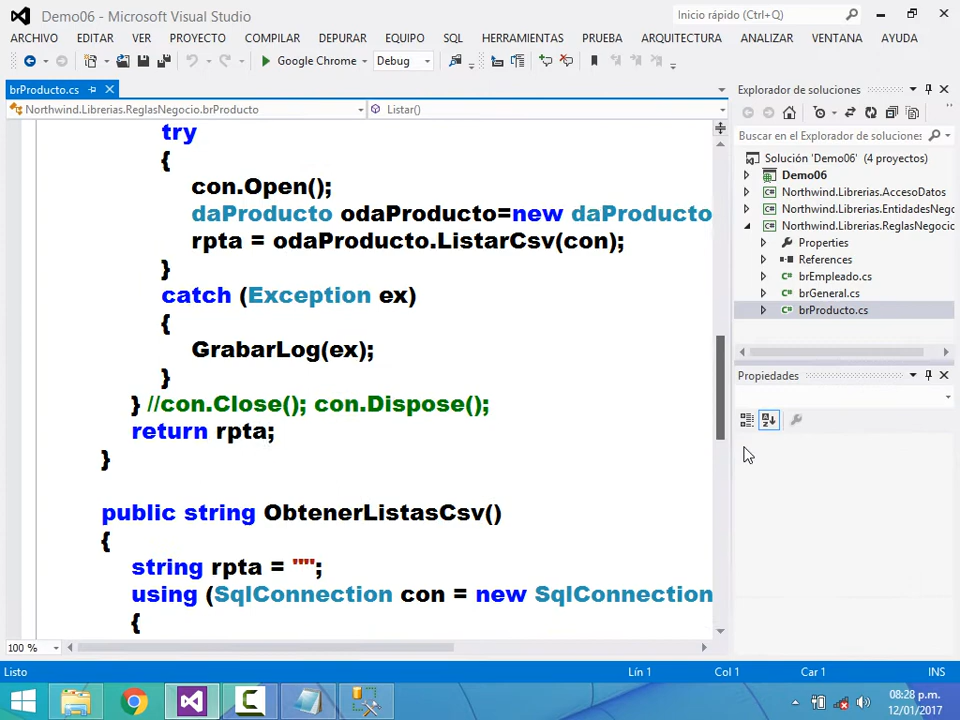 Demo06 - Microsoft Visual Studio
Inicio rápido (Ctrl+Q)
ARCHIVO EDITAR VER PROYECTO COMPILAR DEPURAR EQUIPO SQL HERRAMIENTAS PRUEBA ARQUITECTURA ANALIZAR VENTANA AYUDA
Google Chrome Debug
brProducto.cs
Northwind.Librerias.ReglasNegocio.brProducto Listar()
try
{
con.Open();
daProducto odaProducto=new daProducto
rpta = odaProducto.ListarCsv(con);
}
catch (Exception ex)
{
GrabarLog(ex);
}
} //con.Close(); con.Dispose();
return rpta;
}
public string ObtenerListasCsv()
{
string rpta = "";
using (SqlConnection con = new SqlConnection
{
100 %
Explorador de soluciones
Buscar en el Explorador de soluciones
Solución 'Demo06' (4 proyectos)
Demo06
Northwind.Librerias.AccesoDatos
Northwind.Librerias.EntidadesNego
Northwind.Librerias.ReglasNegocio
Properties
References
brEmpleado.cs
brGeneral.cs
brProducto.cs
Propiedades
Listo Lín 1 Col 1 Car 1 INS
08:28 p.m.
12/01/2017